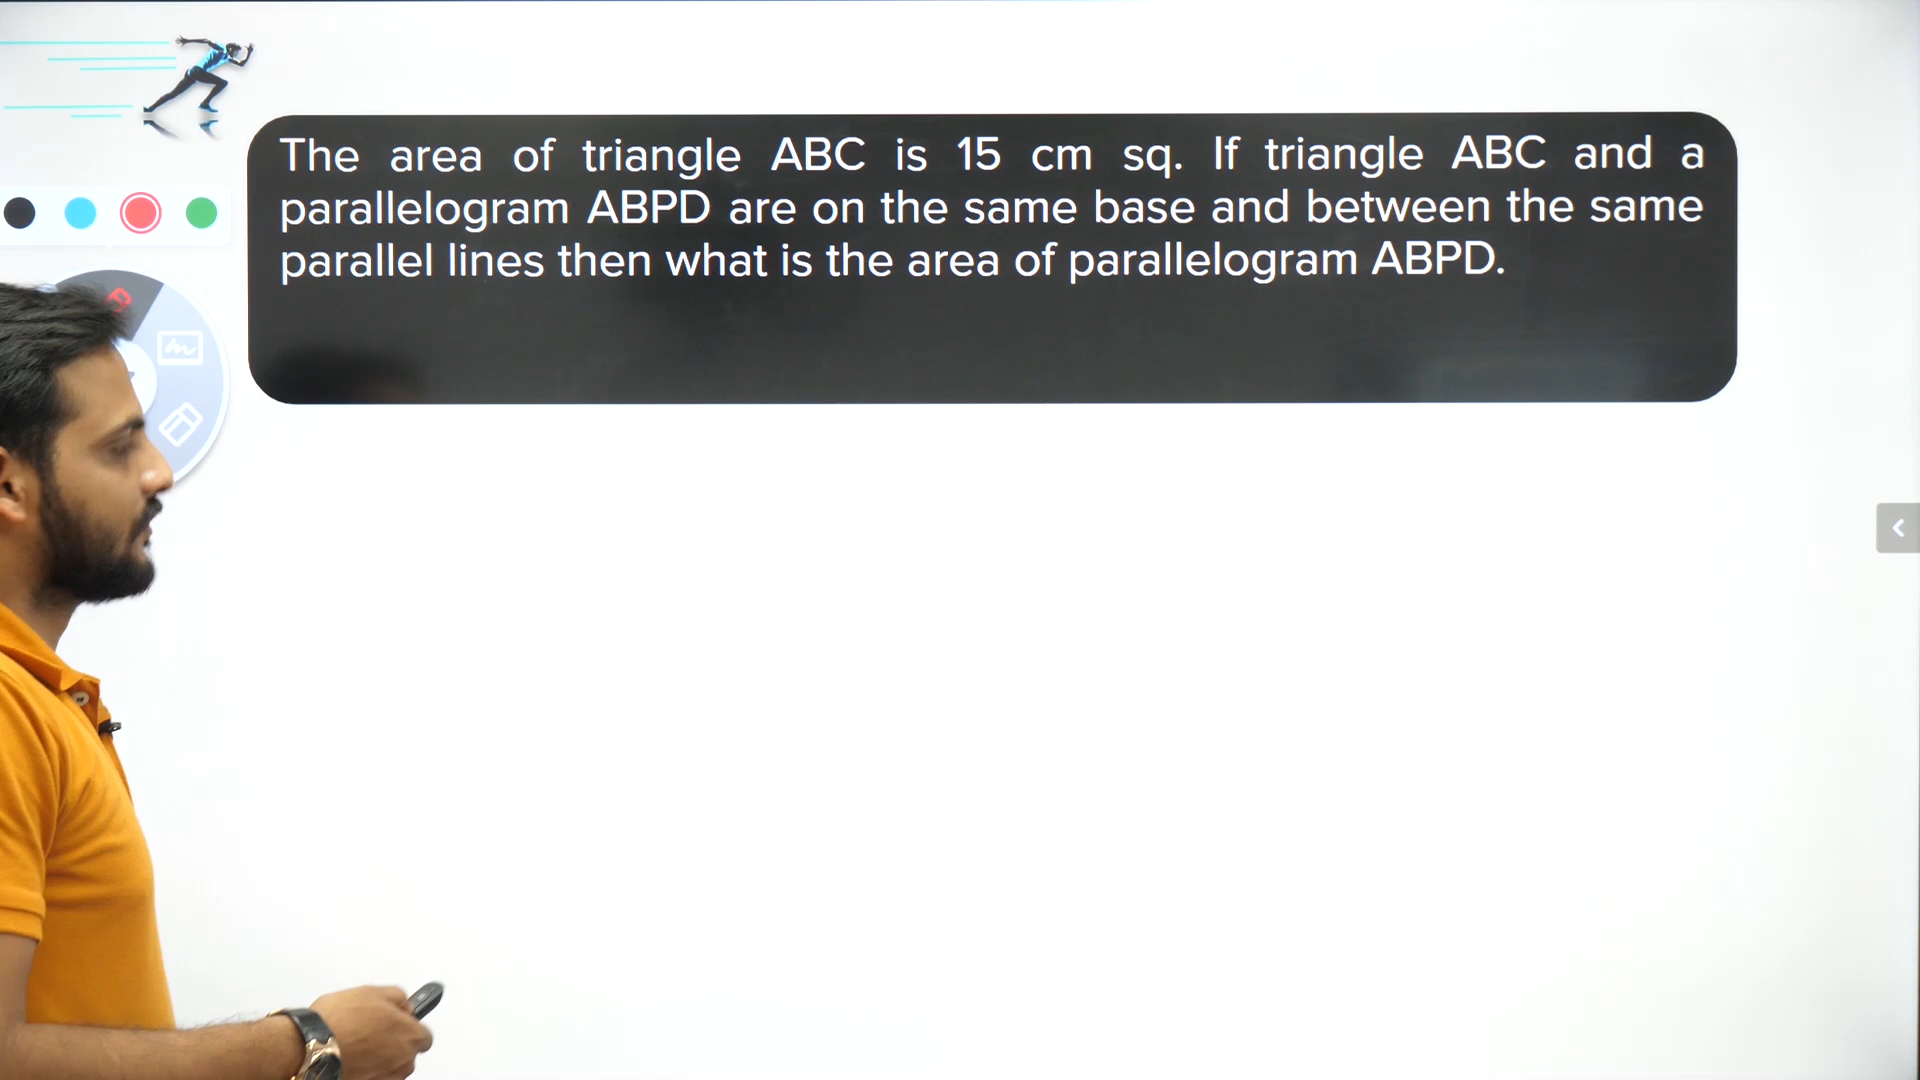 The area of triangle ABC is 15 cm sq. If triangle ABC and a
parallelogram ABPD are on the same base and between the same
parallel lines then what is the area of parallelogram ABPD.